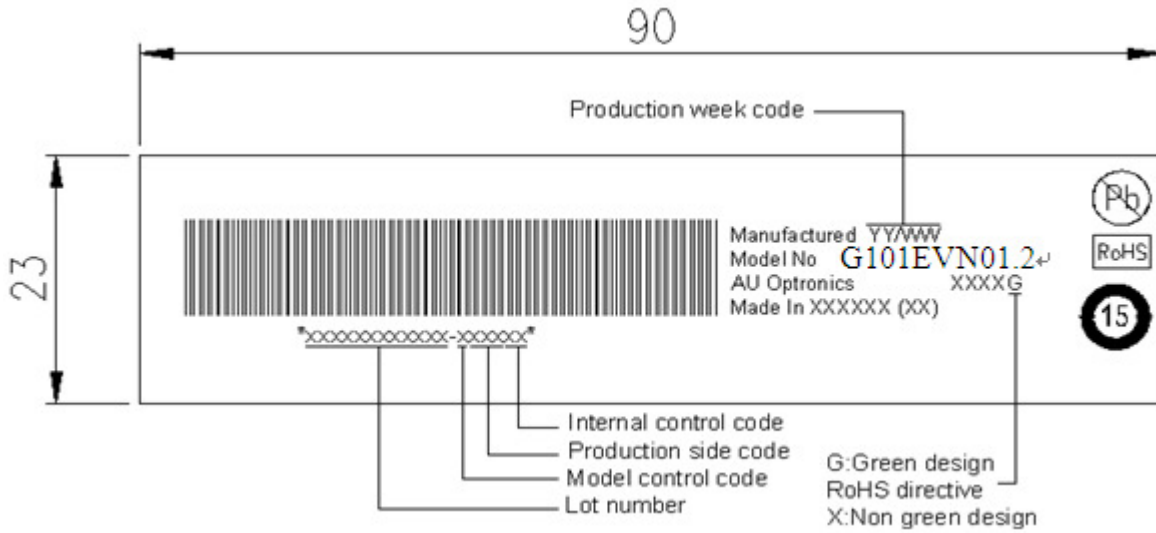 90
Production week code
23
Manufactured YY/WW
Model No G101EVN01.2↵
AU Optronics XXXXG
Made In XXXXXX (XX)
Pb
RoHS
15
*XXXXXXXXXXXX-XXXXXX*
Internal control code
Production side code
Model control code
Lot number
G:Green design
RoHS directive
X:Non green design